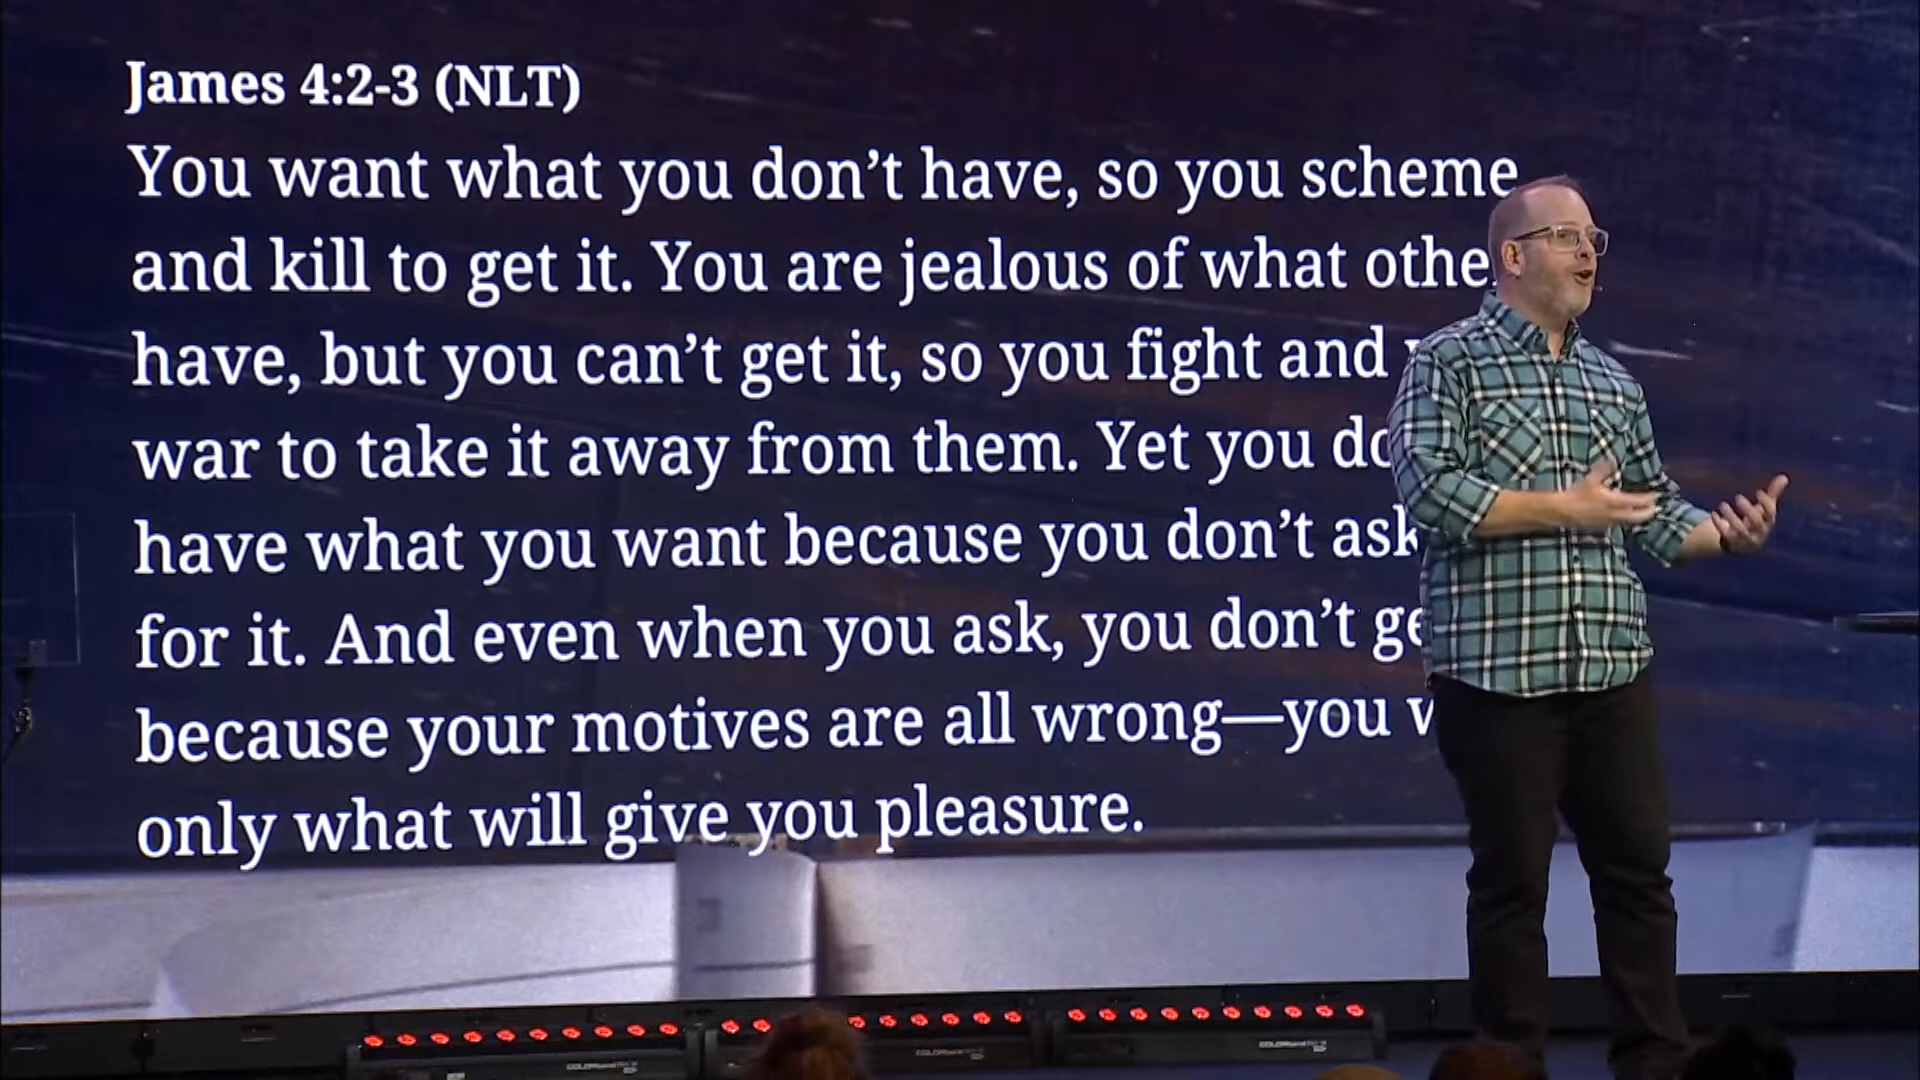 James 4:2-3 (NLT)
You want what you don’t have, so you scheme
and kill to get it. You are jealous of what
have, but you can’t get it, so you fight and
war to take it away from them. Yet you
have what you want because you don’t ask
for it. And even when you ask, you don’t
because your motives are all wrong—you
only what will give you pleasure.